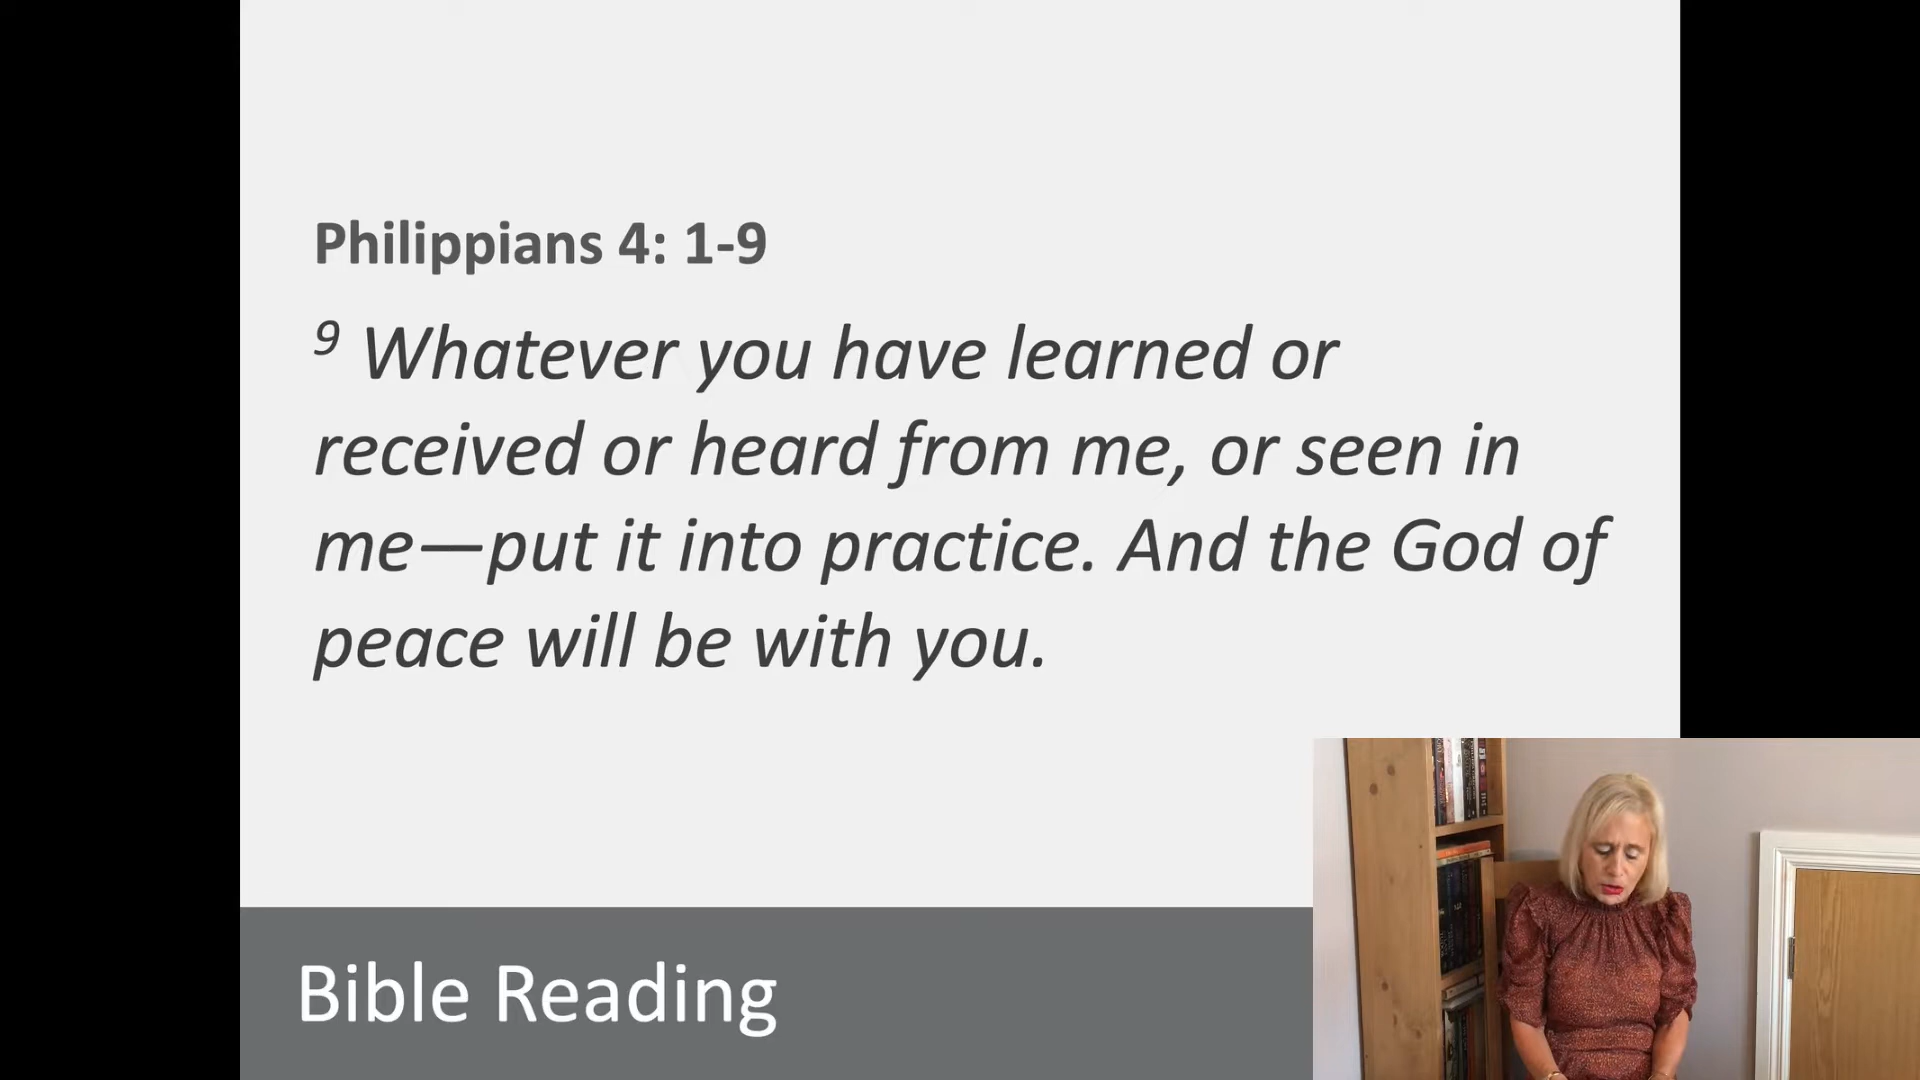 Philippians 4: 1-9
⁹ Whatever you have learned or
received or heard from me, or seen in
me—put it into practice. And the God of
peace will be with you.
Bible Reading